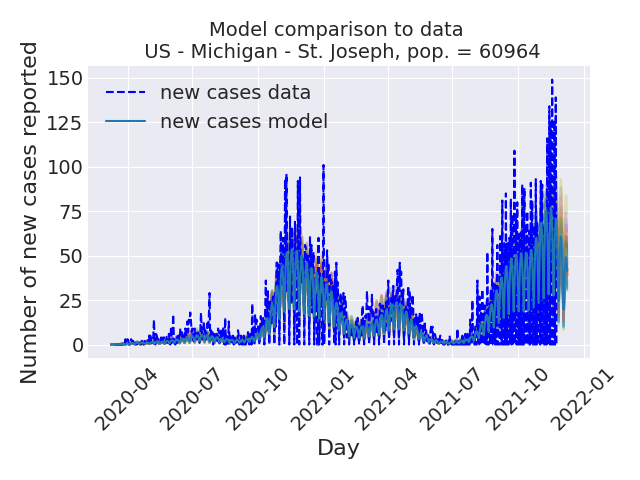 Model comparison to data
US - Michigan - St. Joseph, pop. = 60964
Number of new cases reported
150
125
100
75
50
25
0
new cases data
new cases model
2020-04
2020-07
2020-10
2021-01
2021-04
2021-07
2021-10
2022-01
Day